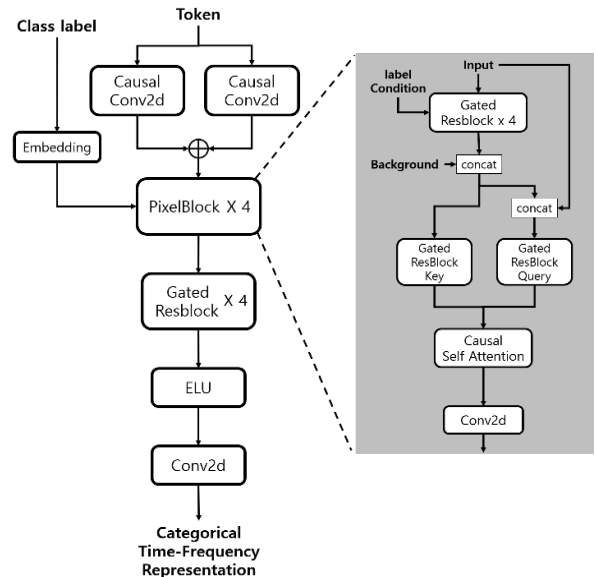 Token
Class label
Causal
Conv2d
Causal
Conv2d
Embedding
PixelBlock X 4
Gated
Resblock X 4
ELU
Conv2d
Categorical
Time-Frequency
Representation
Input
label
Condition
Gated
Resblock x 4
Background
concat
concat
Gated
ResBlock
Key
Gated
ResBlock
Query
Causal
Self Attention
Conv2d